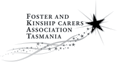 FOSTER AND
KINSHIP CARERS
ASSOCIATION
TASMANIA